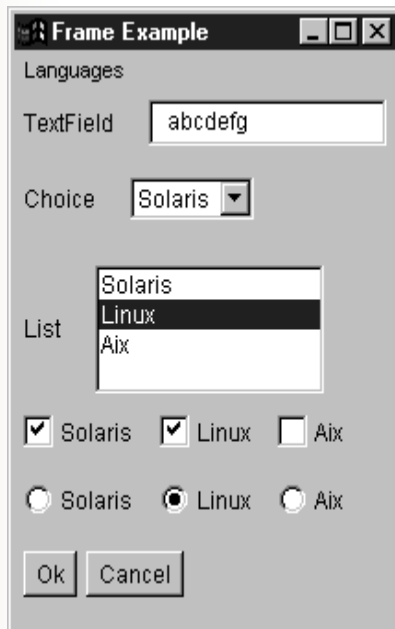 Frame Example
Languages
TextField abcdefg
Choice Solaris
Solaris
Linux
List
Aix
Solaris Linux Aix
Solaris Linux Aix
Ok Cancel